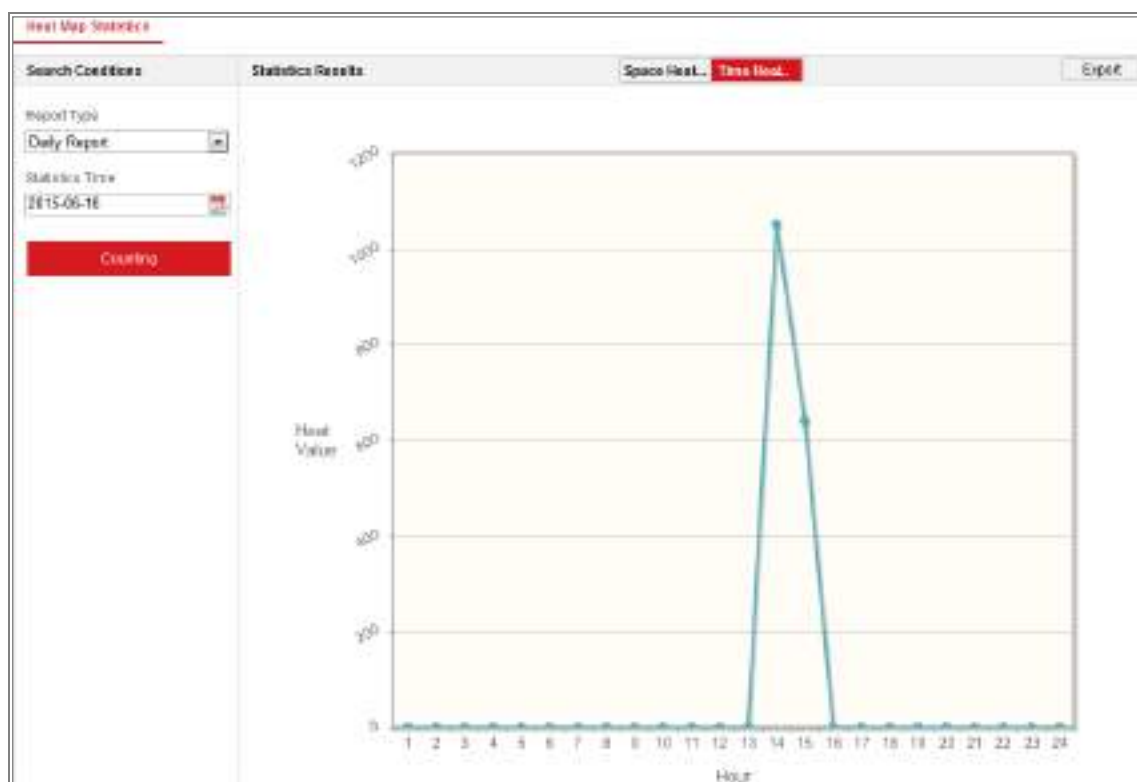 Heat Map Statistics
Search Conditions
Statistics Results
Space Heat... Time Heat...
Export
Report Type
Daily Report
Statistics Time
2015-06-16
Counting
1200
1000
800
600
400
200
0
Heat
Value
1 2 3 4 5 6 7 8 9 10 11 12 13 14 15 16 17 18 19 20 21 22 23 24
Hour